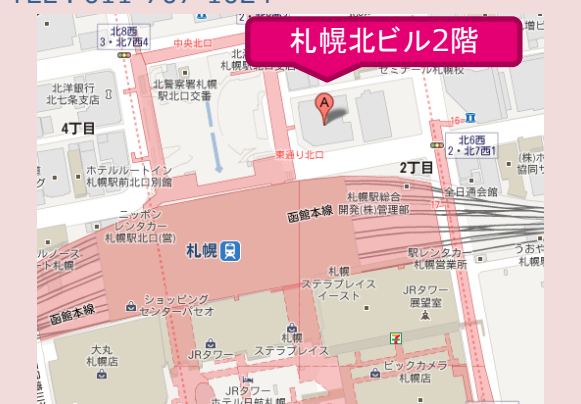 札幌北ビル2階
北8西
3・北7西4
中央北口
北洋銀行
北七条支店
北警察署札幌
駅北口交番
セミナール札幌校
A
16
4丁目
東通り北口
北6西
2・北7西1
2丁目
ホテルルートイン
札幌駅前北口別館
全日通会館
札幌駅総合
開発(株)管理部
函館本線
17
ニッポン
レンタカー
札幌駅北口(営)
札幌
駅レンタカー
札幌営業所
札幌
ステラプレイス
イースト
JRタワー
展望室
ショッピング
センターパセオ
函館本線
大丸
札幌店
JRタワー
札幌
ステラプレイス
ビックカメラ
札幌店
JRタワー
ホテル日航札幌